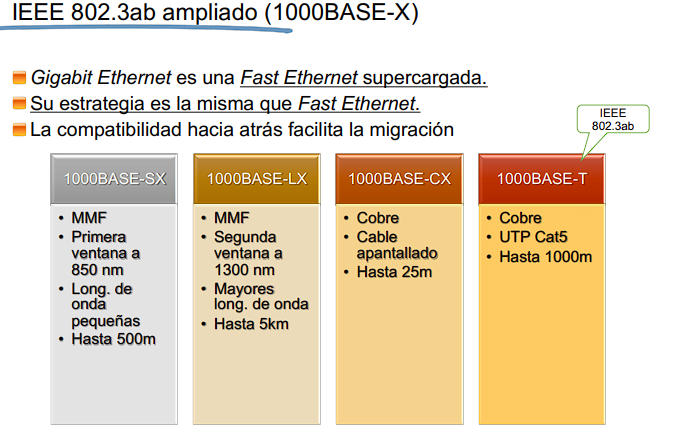 IEEE 802.3ab ampliado (1000BASE-X)
Gigabit Ethernet es una Fast Ethernet supercargada.
Su estrategia es la misma que Fast Ethernet.
La compatibilidad hacia atrás facilita la migración
IEEE
802.3ab
1000BASE-SX
• MMF
• Primera
ventana a
850 nm
• Long. de
onda
pequeñas
• Hasta 500m
1000BASE-LX
• MMF
• Segunda
ventana a
1300 nm
• Mayores
long. de onda
• Hasta 5km
1000BASE-CX
• Cobre
• Cable
apantallado
• Hasta 25m
1000BASE-T
• Cobre
• UTP Cat5
• Hasta 1000m